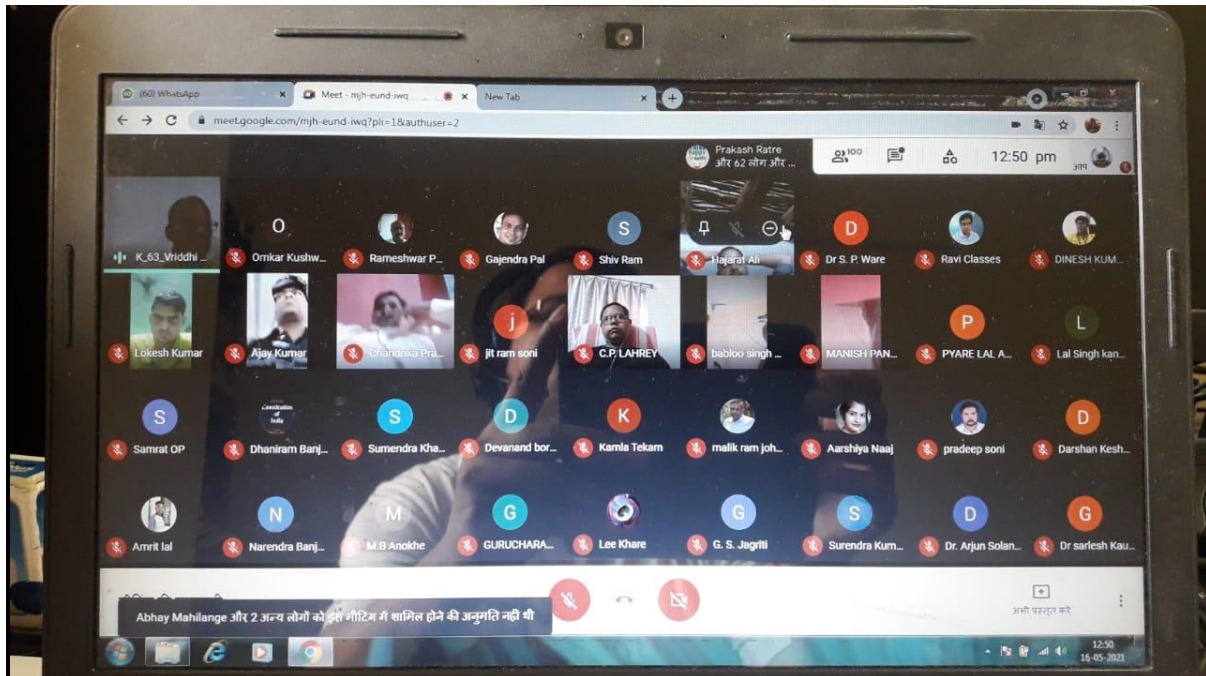 (60) WhatsApp
Meet - mjh-eund-iwq
New Tab
meet.google.com/mjh-eund-iwq?pli=1&authuser=2
Prakash Ratre
और 62 लोग और ...
100
12:50 pm
आप
K_63_Vriddhi ...
O
Omkar Kushw...
Rameshwar P...
Gajendra Pal
S
Shiv Ram
Hajarat Ali
D
Dr S. P. Ware
Ravi Classes
DINESH KUM...
Lokesh Kumar
Ajay Kumar
Chandrika Pra...
j
jit ram soni
C.P. LAHREY
babloo singh ...
MANISH PAN...
P
PYARE LAL A...
L
Lal Singh kan...
S
Samrat OP
Constitution
of
India
Dhaniram Banj...
S
Sumendra Kha...
D
Devanand bor...
K
Kamla Tekam
malik ram joh...
Aarshiya Naaj
pradeep soni
D
Darshan Kesh...
Amrit lal
N
Narendra Banj...
M
M.B Anokhe
G
GURUCHARA...
Lee Khare
G
G. S. Jagriti
S
Surendra Kum...
D
Dr. Arjun Solan...
G
Dr sarlesh Kau...
Abhay Mahilange और 2 अन्य लोगों को इस मीटिंग में शामिल होने की अनुमति नहीं थी
अभी प्रस्तुत करें
12:50
16-05-2021